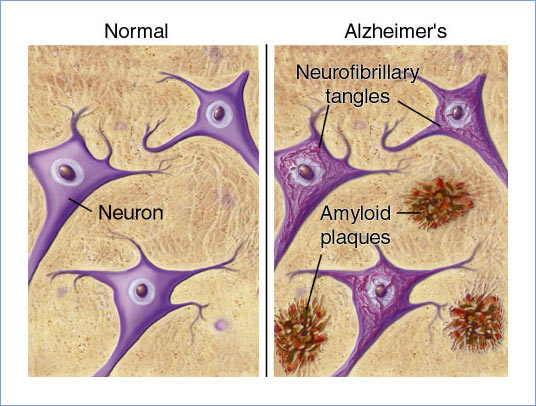 Normal
Alzheimer's
Neurofibrillary
tangles
Neuron
Amyloid
plaques